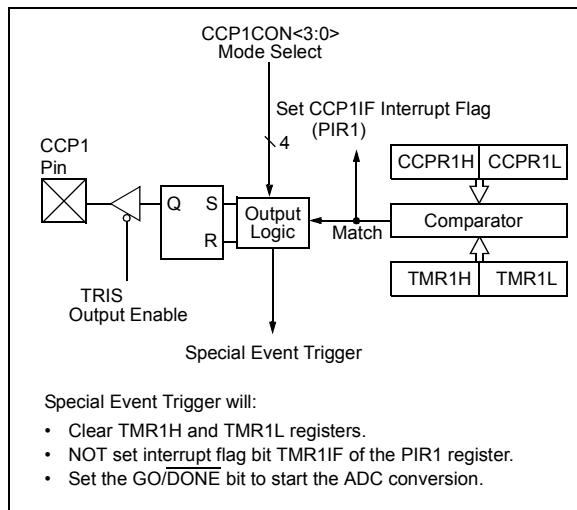 CCP1CON<3:0>
Mode Select
Set CCP1IF Interrupt Flag
(PIR1)
4
CCP1
Pin
CCPR1H CCPR1L
Q S
R
Output
Logic
Match
Comparator
TRIS
Output Enable
TMR1H TMR1L
Special Event Trigger
Special Event Trigger will:
• Clear TMR1H and TMR1L registers.
• NOT set interrupt flag bit TMR1IF of the PIR1 register.
• Set the GO/D̅O̅N̅E̅ bit to start the ADC conversion.